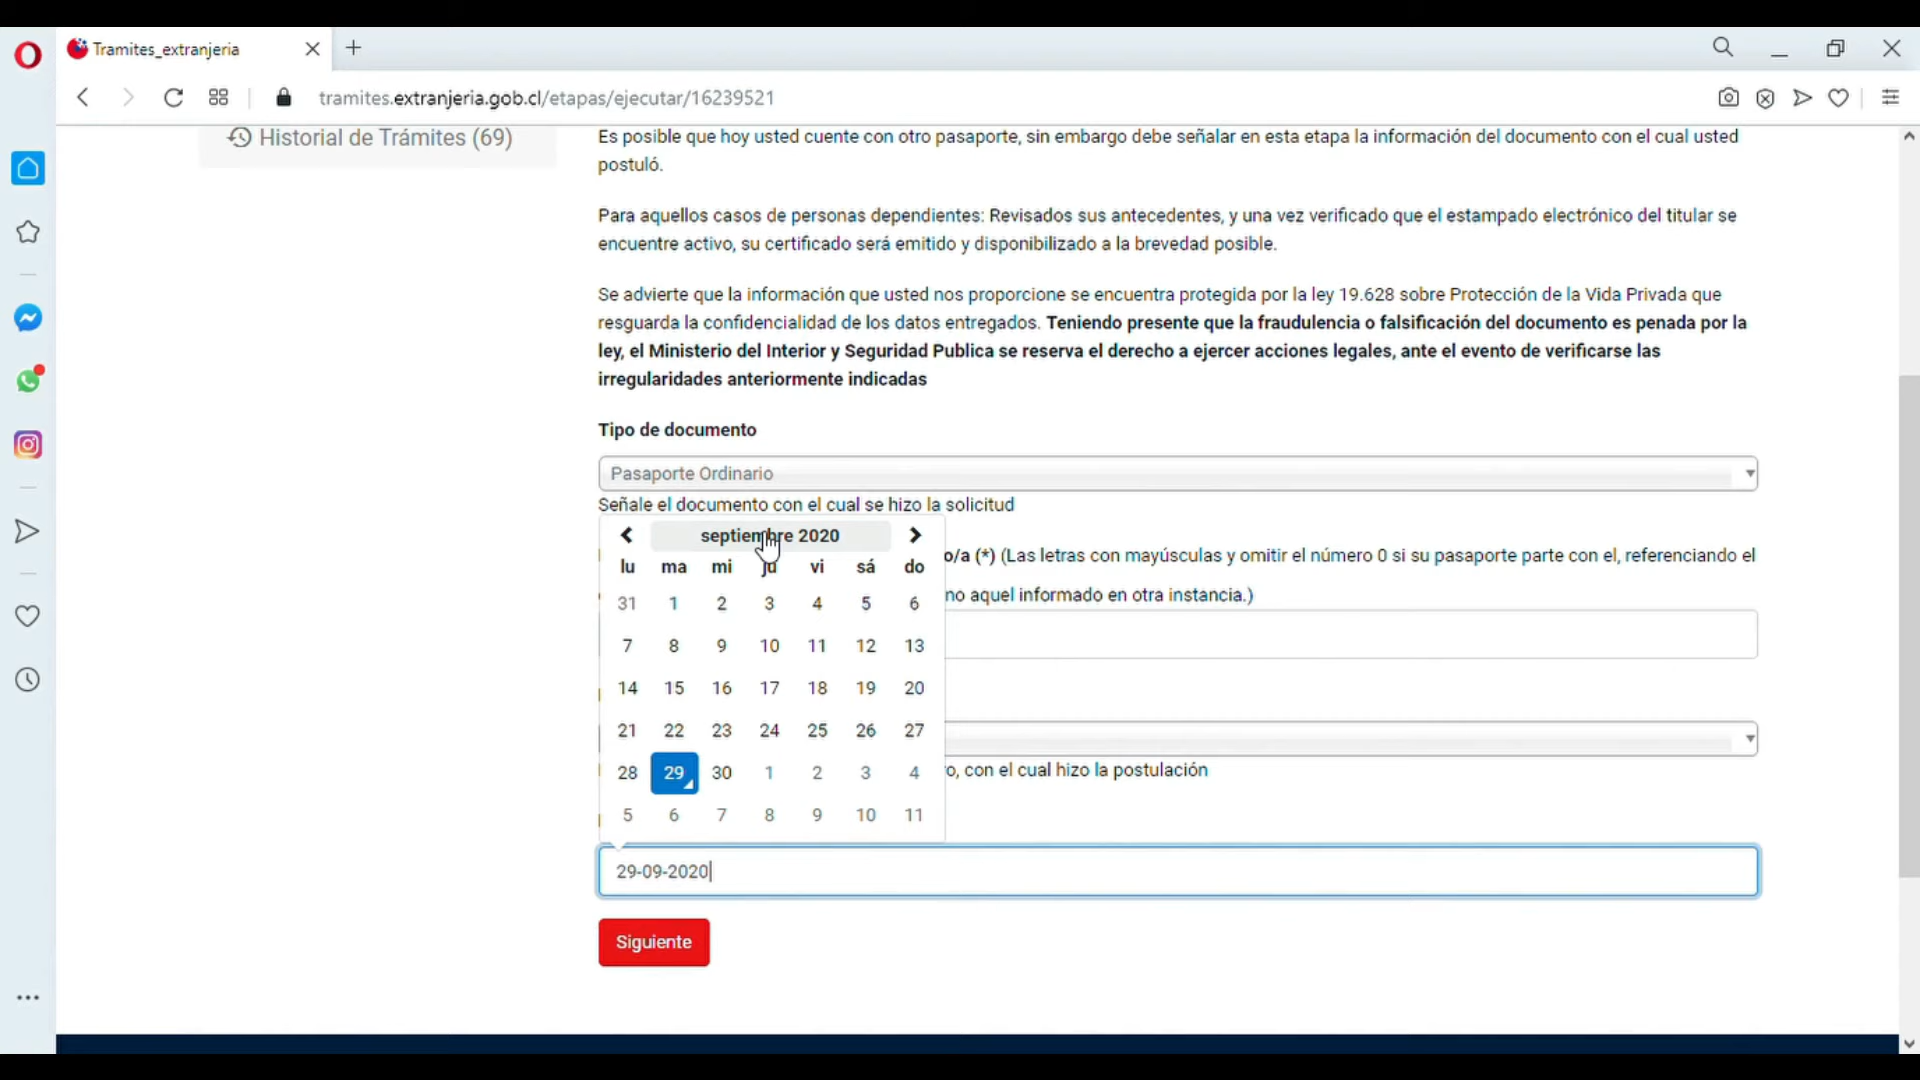 Tramites_extranjeria
tramites.extranjeria.gob.cl/etapas/ejecutar/16239521
Historial de Trámites (69)
Es posible que hoy usted cuente con otro pasaporte, sin embargo debe señalar en esta etapa la información del documento con el cual usted
postuló.
Para aquellos casos de personas dependientes: Revisados sus antecedentes, y una vez verificado que el estampado electrónico del titular se
encuentre activo, su certificado será emitido y disponibilizado a la brevedad posible.
Se advierte que la información que usted nos proporcione se encuentra protegida por la ley 19.628 sobre Protección de la Vida Privada que
resguarda la confidencialidad de los datos entregados. Teniendo presente que la fraudulencia o falsificación del documento es penada por la
ley, el Ministerio del Interior y Seguridad Publica se reserva el derecho a ejercer acciones legales, ante el evento de verificarse las
irregularidades anteriormente indicadas
Tipo de documento
Pasaporte Ordinario
Señale el documento con el cual se hizo la solicitud
septiembre 2020
lu ma mi ju vi sá do
31 1 2 3 4 5 6
7 8 9 10 11 12 13
14 15 16 17 18 19 20
21 22 23 24 25 26 27
28 29 30 1 2 3 4
5 6 7 8 9 10 11
o/a (*) (Las letras con mayúsculas y omitir el número 0 si su pasaporte parte con el, referenciando el
no aquel informado en otra instancia.)
o, con el cual hizo la postulación
29-09-2020
Siguiente